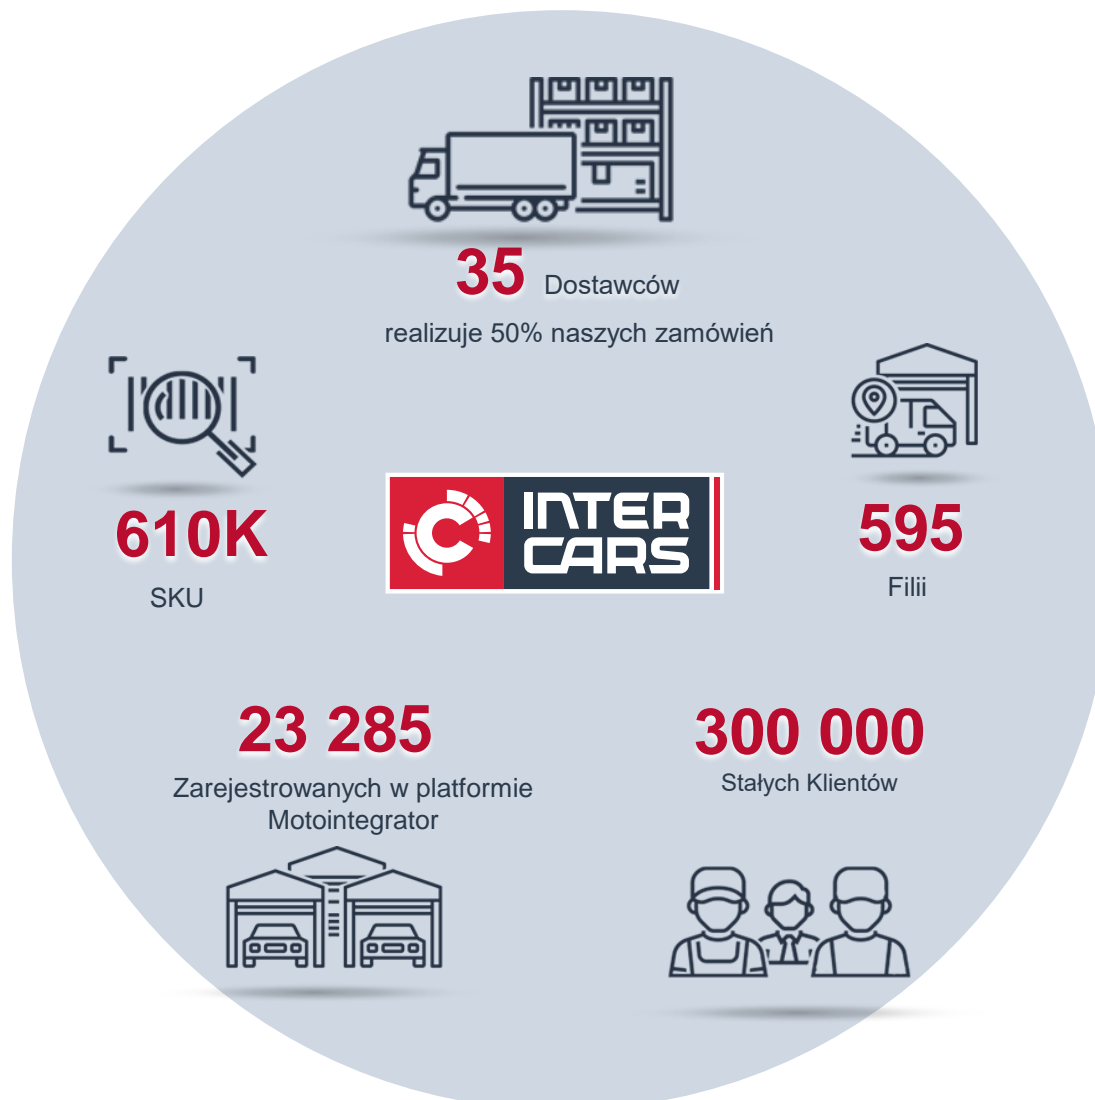 35 Dostawców
realizuje 50% naszych zamówień
610K
SKU
INTER
CARS
595
Filii
23 285
Zarejestrowanych w platformie
Motointegrator
300 000
Stałych Klientów